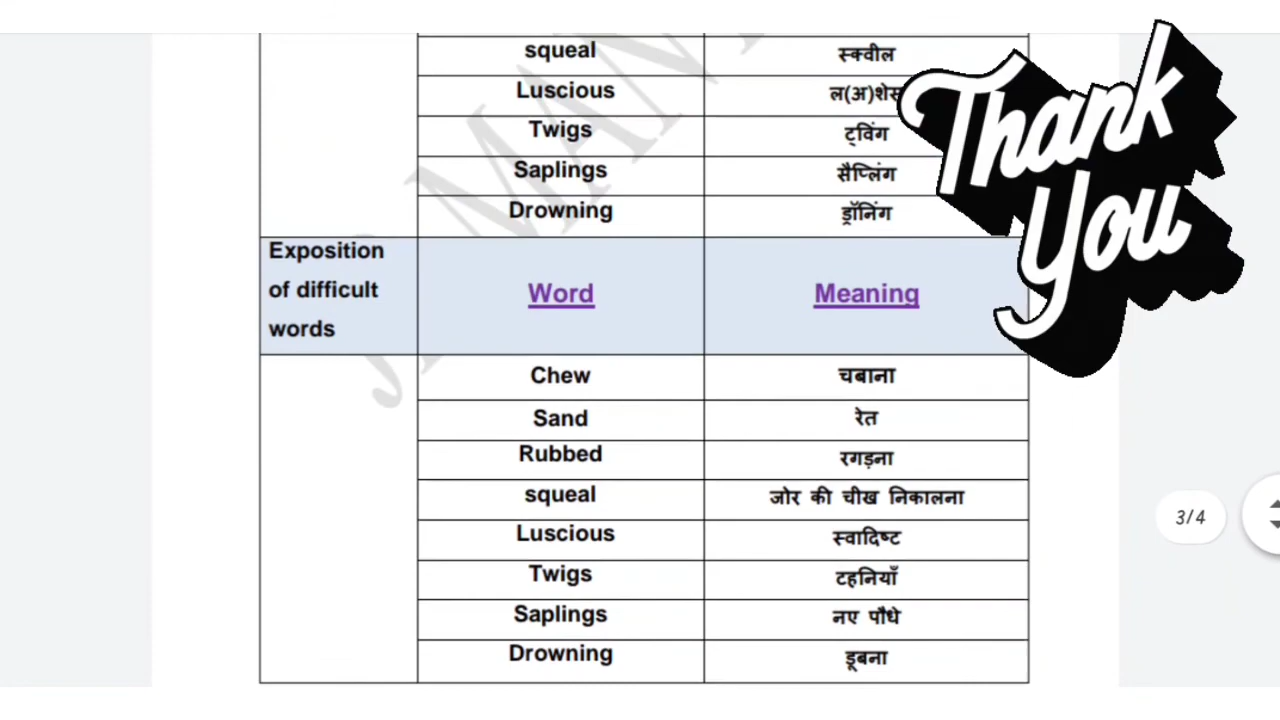 squeal स्क्वील
Luscious ल(अ)शेस
Twigs ट्विंग
Saplings सैप्लिंग
Drowning ड्रॉनिंग
Thank
You
Exposition
of difficult
words
Word Meaning
Chew चबाना
Sand रेत
Rubbed रगड़ना
squeal जोर की चीख निकालना
Luscious स्वादिष्ट
Twigs टहनियाँ
Saplings नए पौधे
Drowning डूबना
3/4